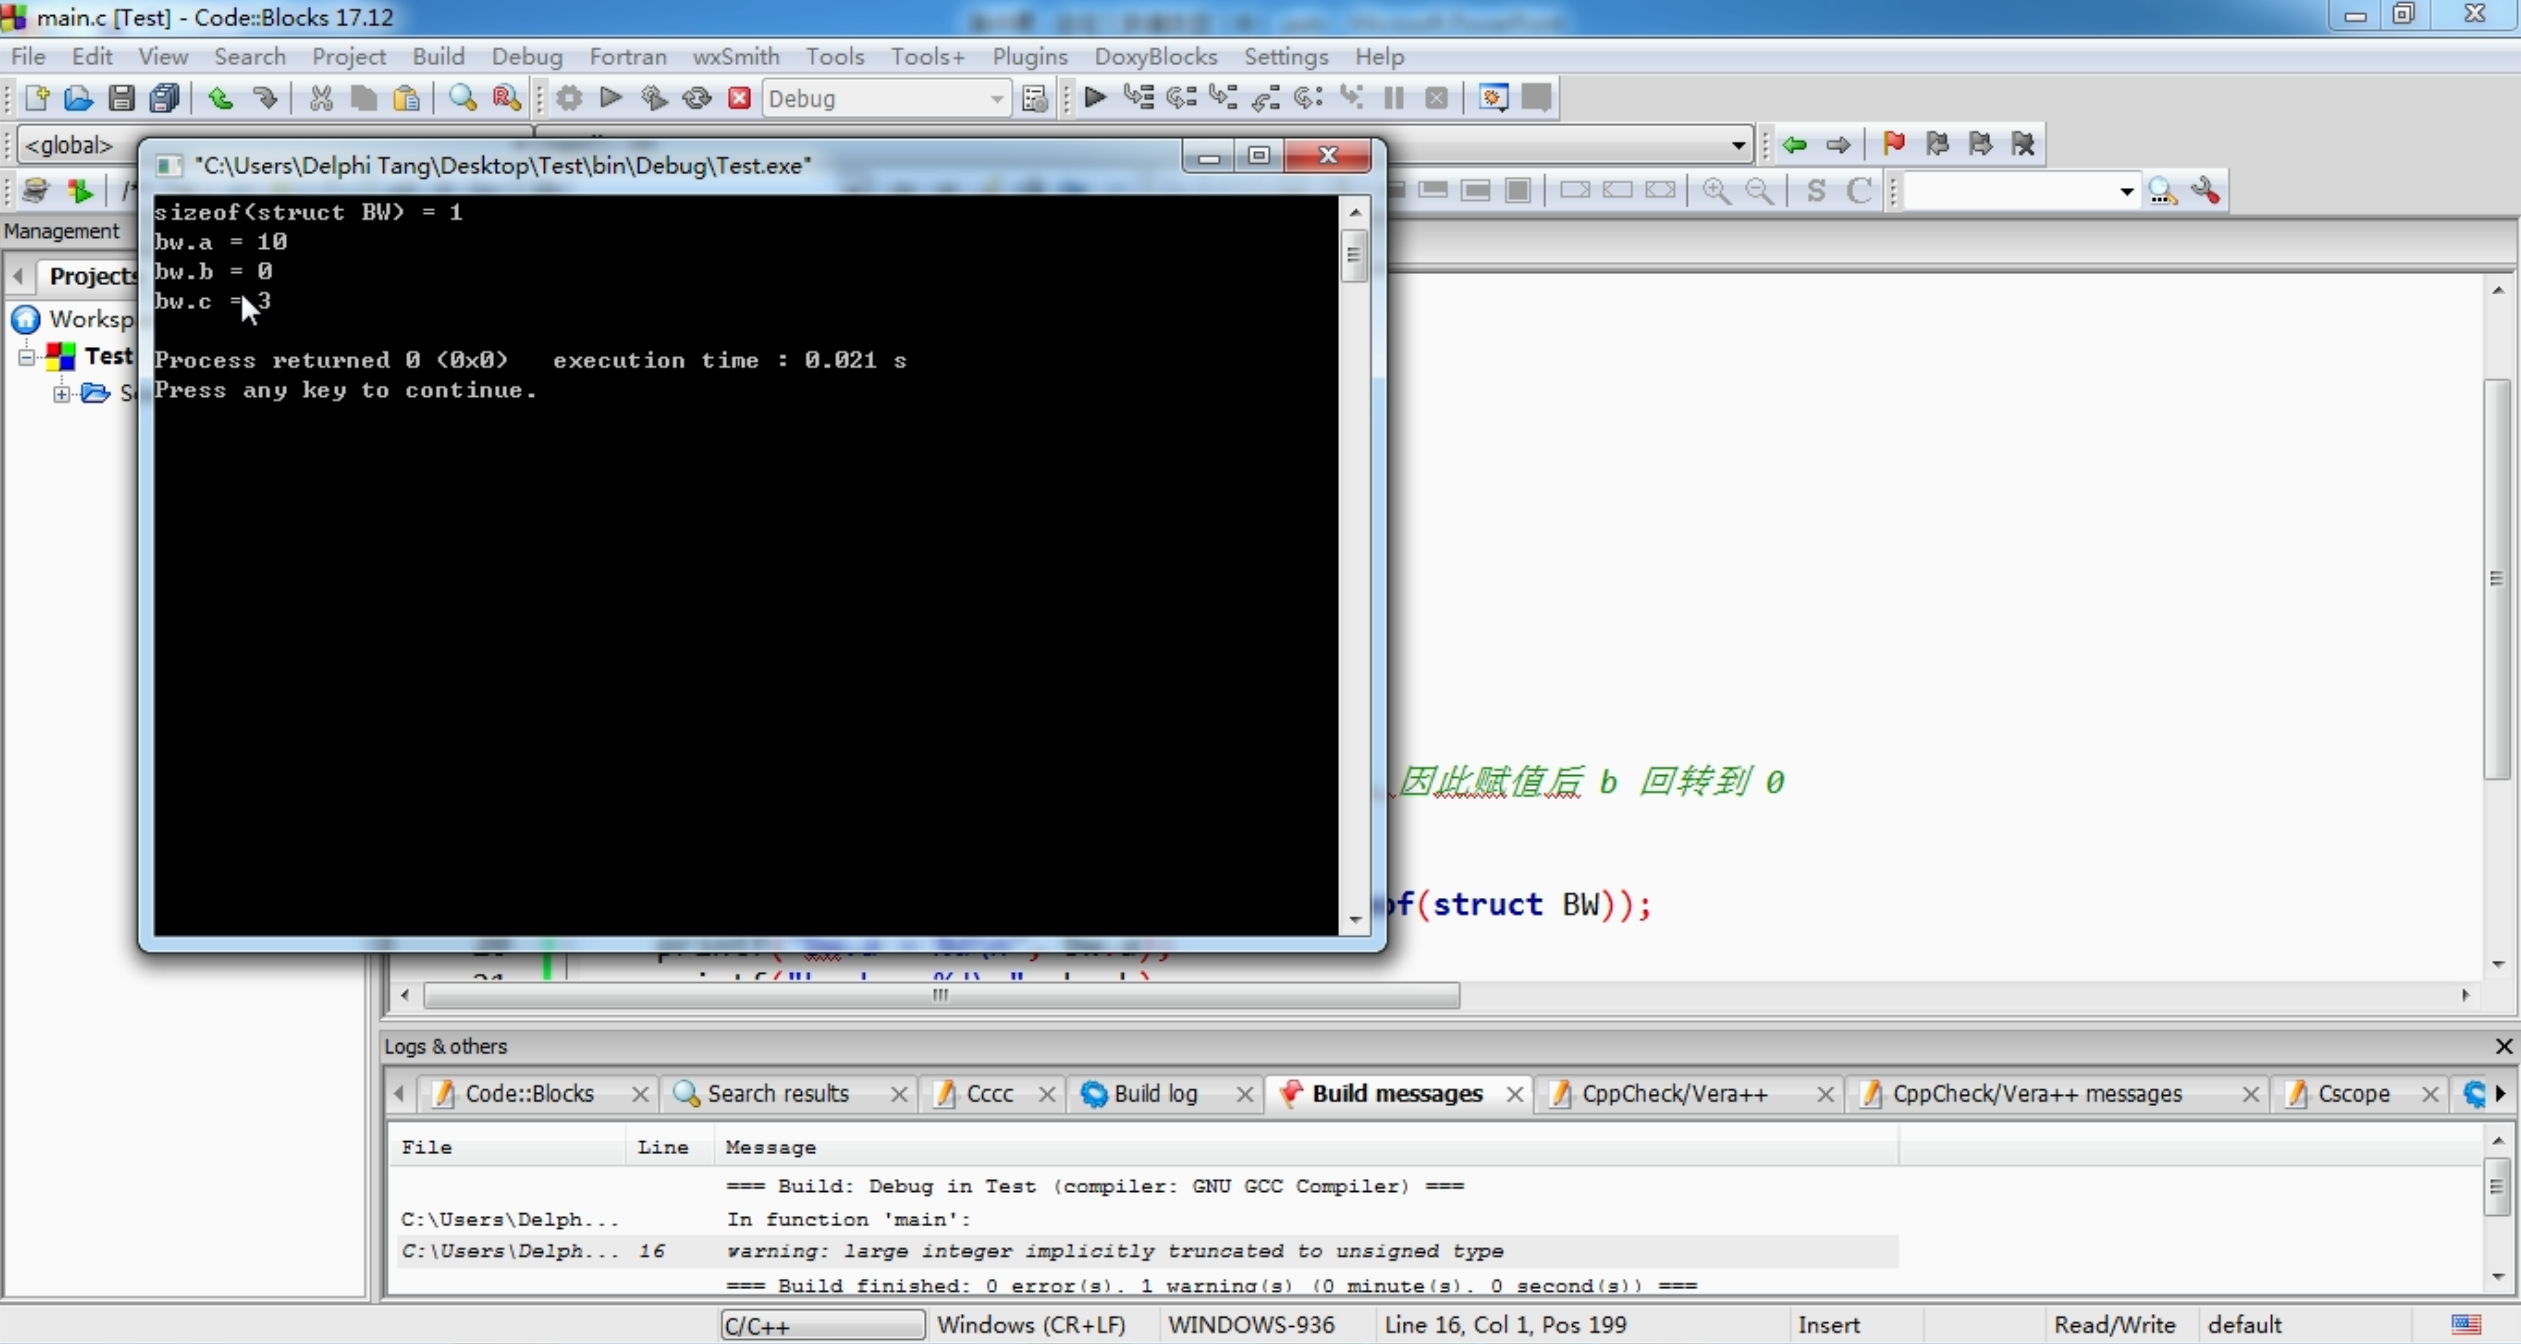 main.c [Test] - Code::Blocks 17.12
File Edit View Search Project Build Debug Fortran wxSmith Tools Tools+ Plugins DoxyBlocks Settings Help
Debug
<global>
"C:\Users\Delphi Tang\Desktop\Test\bin\Debug\Test.exe"
S C
Management
Projects
sizeof(struct BW) = 1
bw.a = 10
bw.b = 0
bw.c = 3
Worksp
Test
S
Process returned 0 (0x0)   execution time : 0.021 s
Press any key to continue.
因此赋值后 b 回转到 0
of(struct BW));
Logs & others
Code::Blocks Search results Cccc Build log Build messages CppCheck/Vera++ CppCheck/Vera++ messages Cscope
File Line Message
=== Build: Debug in Test (compiler: GNU GCC Compiler) ===
C:\Users\Delph... In function 'main':
C:\Users\Delph... 16 warning: large integer implicitly truncated to unsigned type
=== Build finished: 0 error(s), 1 warning(s) (0 minute(s), 0 second(s)) ===
C/C++ Windows (CR+LF) WINDOWS-936 Line 16, Col 1, Pos 199 Insert Read/Write default